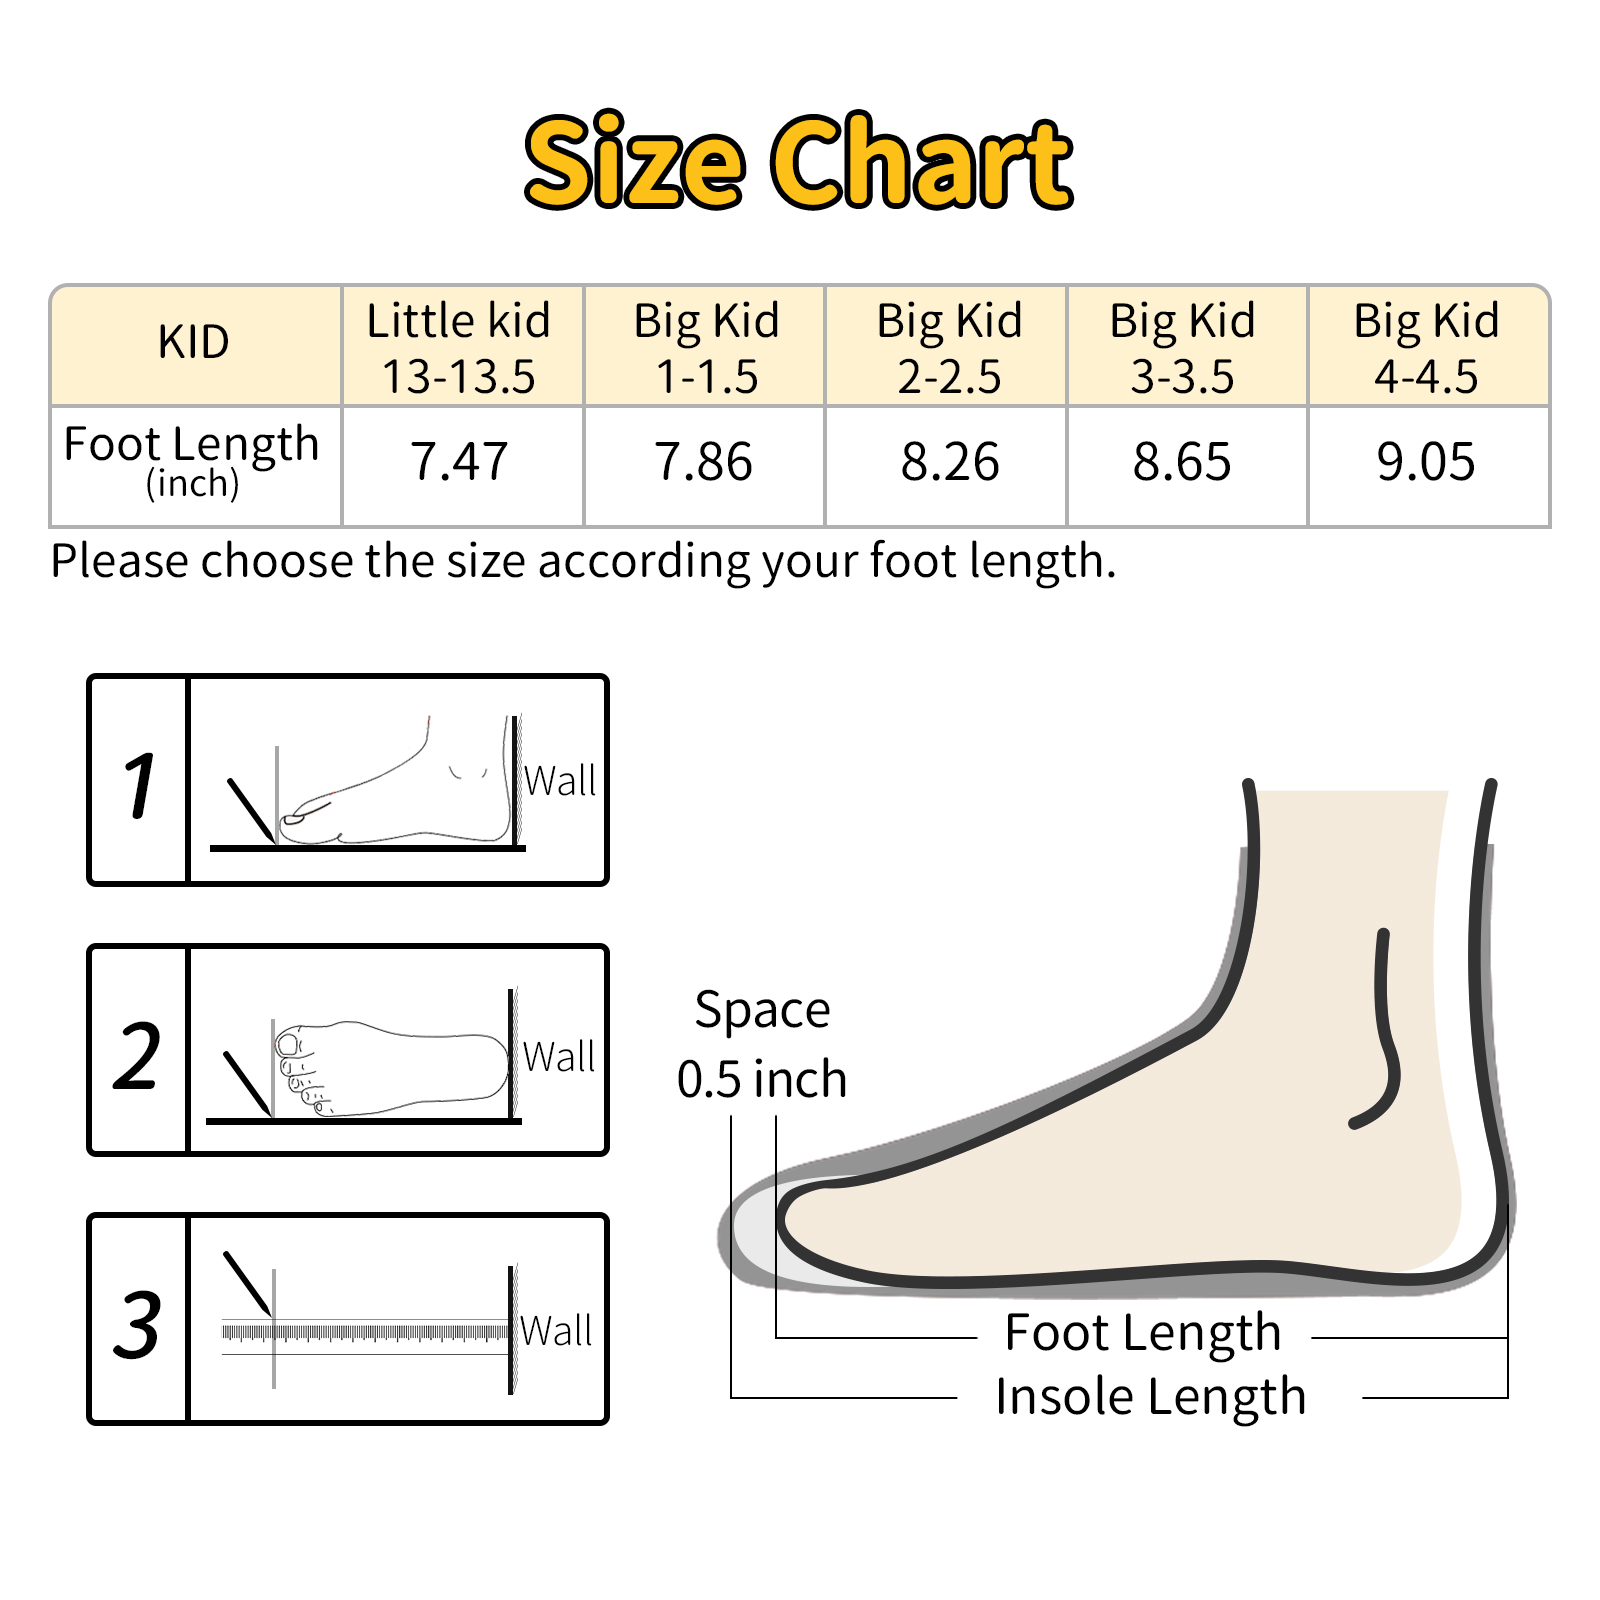 Size Chart
KID
Little kid
13-13.5
Big Kid
1-1.5
Big Kid
2-2.5
Big Kid
3-3.5
Big Kid
4-4.5
Foot Length
(inch)
7.47
7.86
8.26
8.65
9.05
Please choose the size according your foot length.
1
Wall
2
Wall
3
Wall
Space
0.5 inch
Foot Length
Insole Length